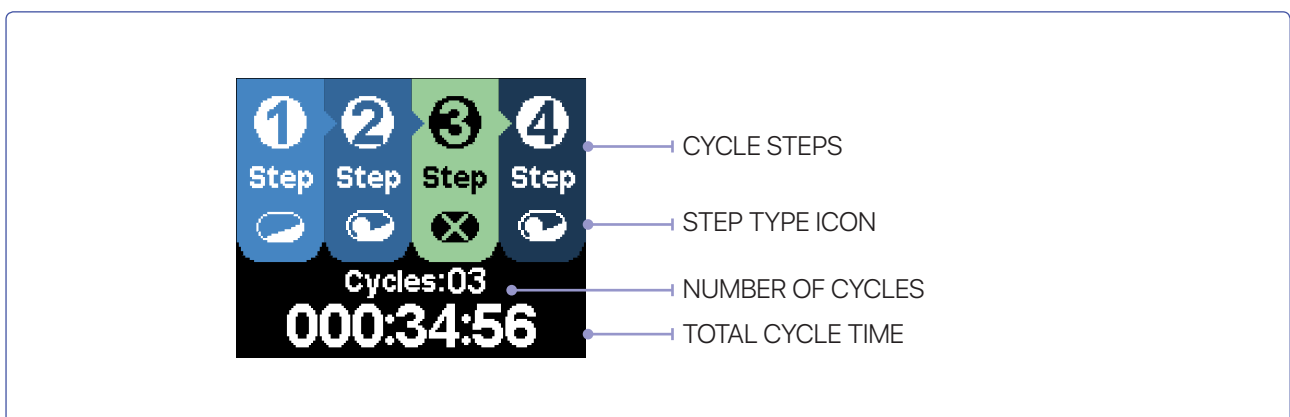 1 2 3 4
Step Step Step Step
CYCLE STEPS
STEP TYPE ICON
Cycles:03
NUMBER OF CYCLES
000:34:56
TOTAL CYCLE TIME